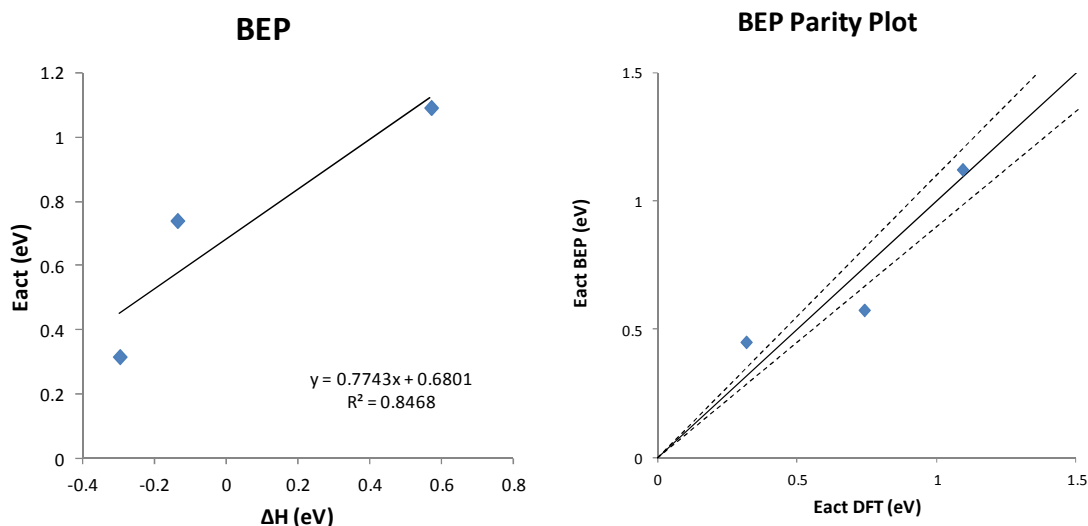 BEP
1.2
1
0.8
0.6
0.4
0.2
0
-0.4 -0.2 0 0.2 0.4 0.6 0.8
Eact (eV)
ΔH (eV)
y = 0.7743x + 0.6801
R² = 0.8468
BEP Parity Plot
1.5
1
0.5
0
0 0.5 1 1.5
Eact BEP (eV)
Eact DFT (eV)